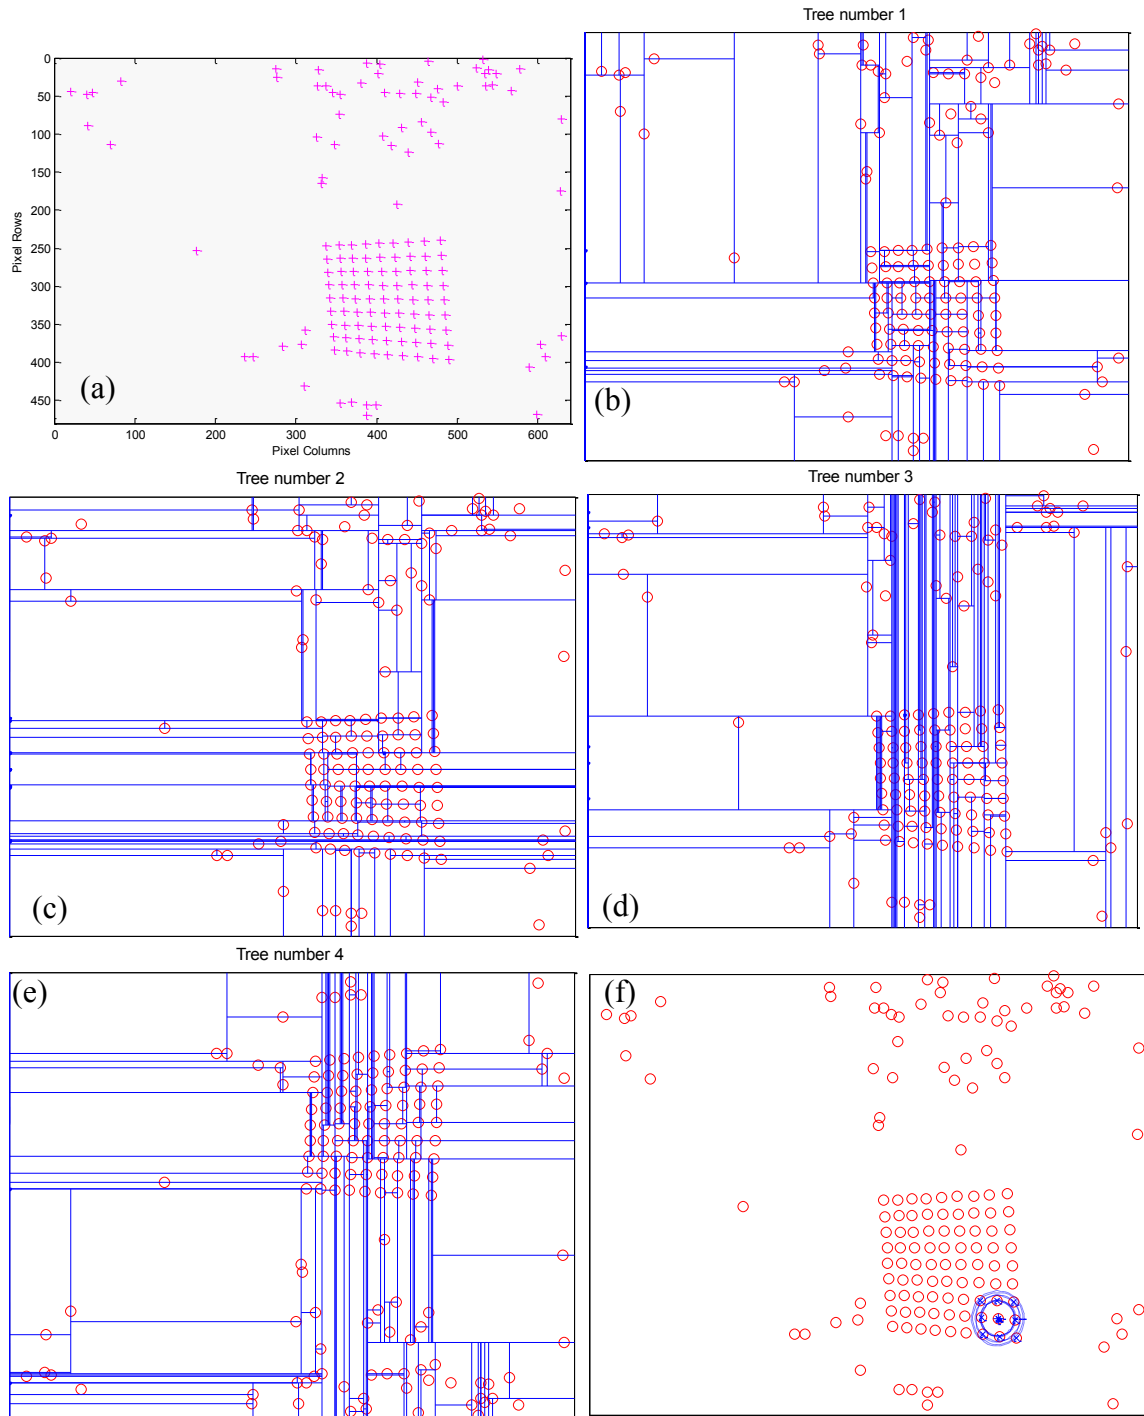 Tree number 1
0
50
100
150
200
250
300
350
400
450
Pixel Rows
0
100
200
300
400
500
600
Pixel Columns
(a)
(b)
Tree number 2
Tree number 3
(c)
(d)
Tree number 4
(e)
(f)